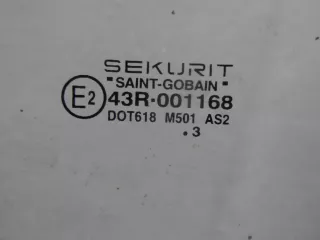 SEKURIT
"SAINT-GOBAIN"
E2 43R·001168
DOT618 M501 AS2
.3